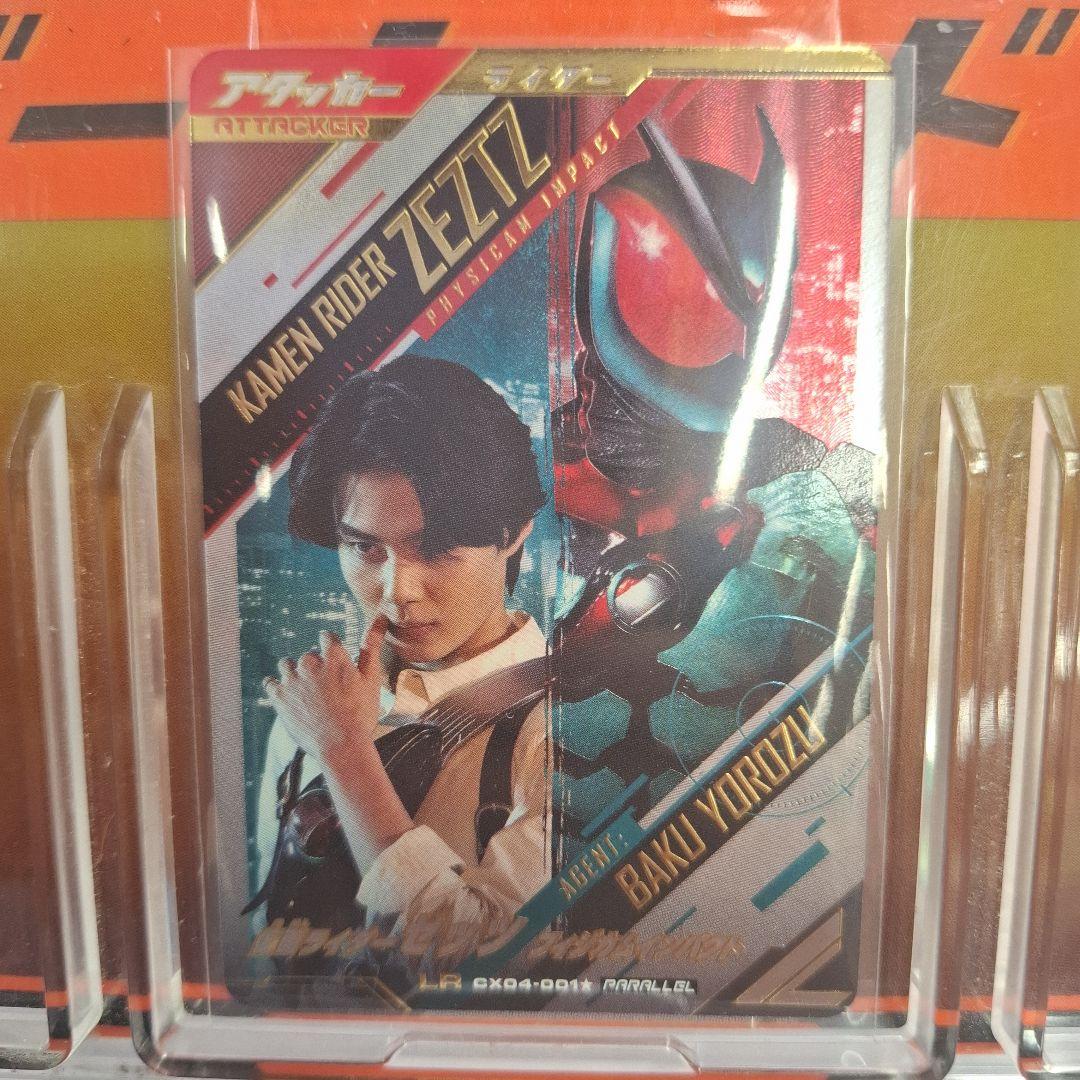 アタッカー
ATTACKER
ライダー
KAMEN RIDER ZEZTZ
PHYSICAM IMPACT
AGENT:
BAKU YOROZU
仮面ライダーゼッツ フィジカムインパクト
LR CX04-001★ PARALLEL